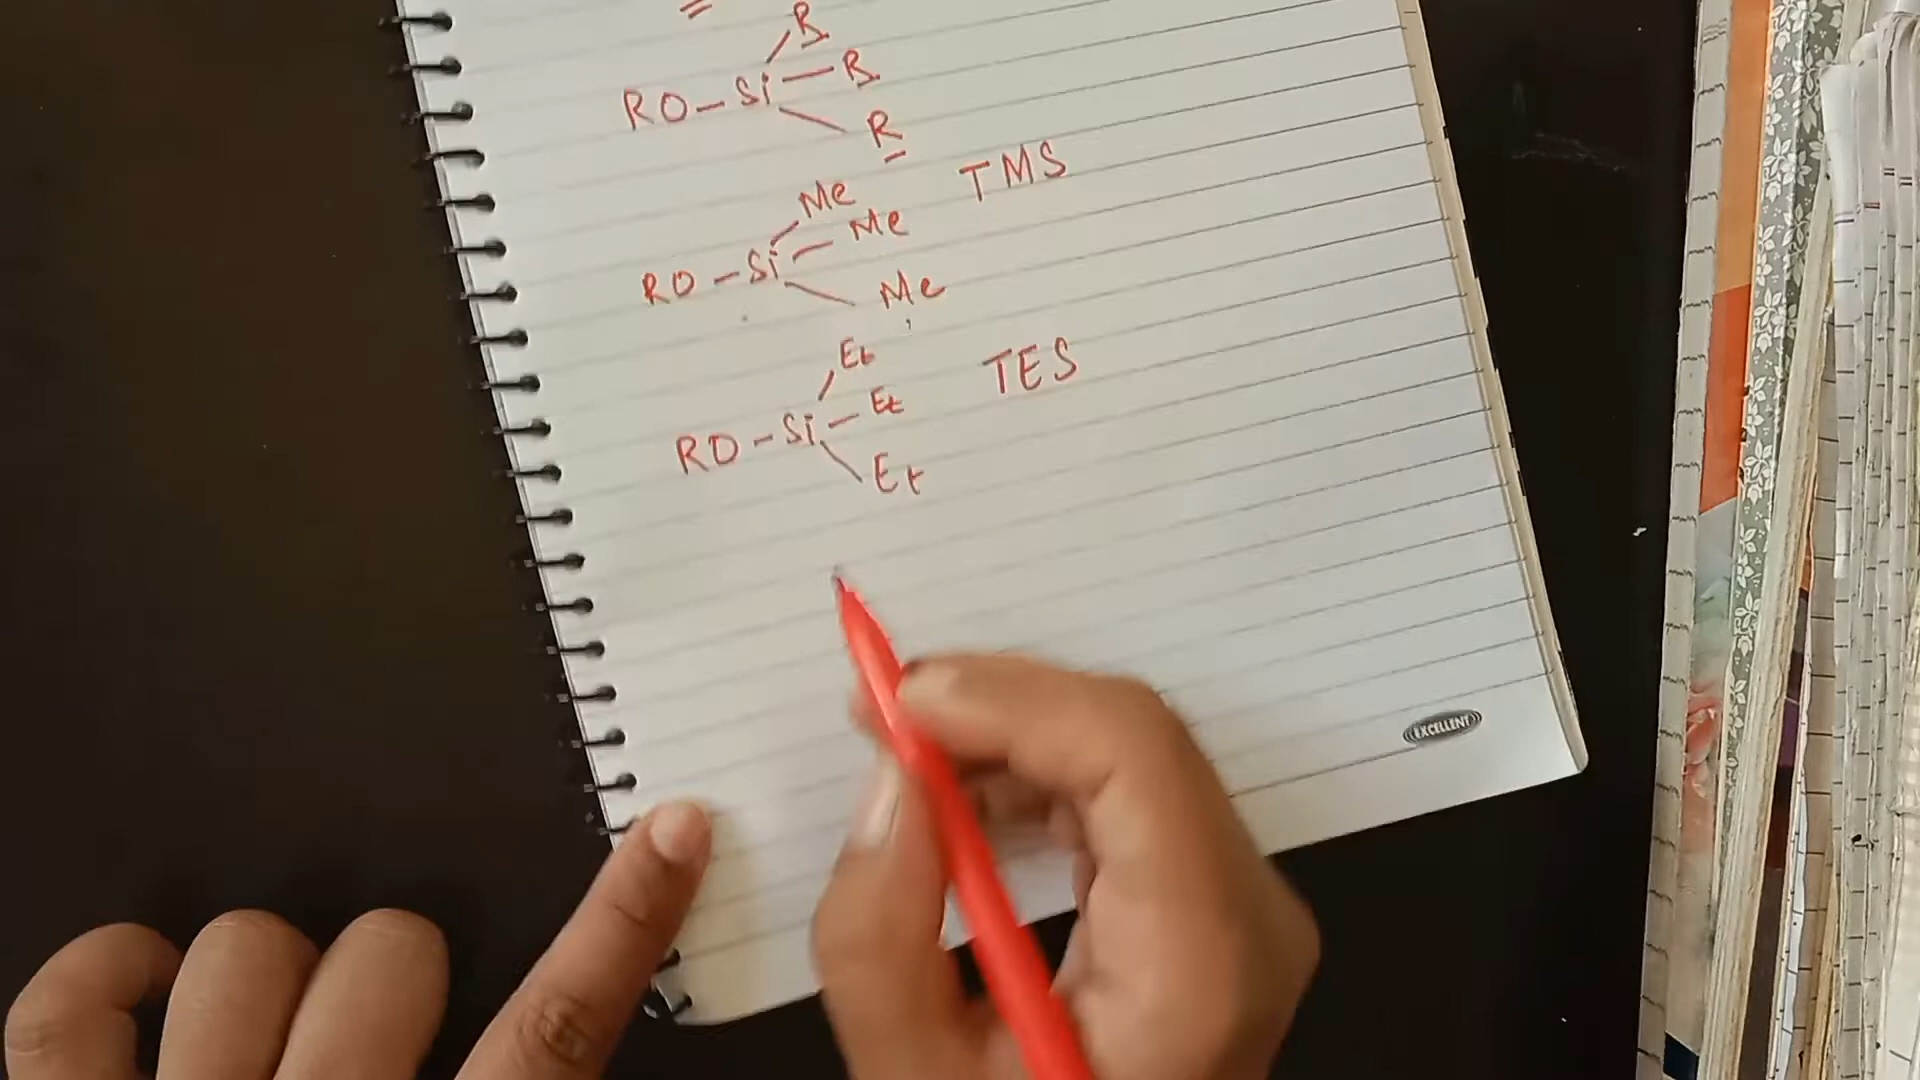 R
RO-Si-R
R
TMS
Me
RO-Si=Me
Me
Et
TES
RO-Si-Et
Et
EXCELLENT